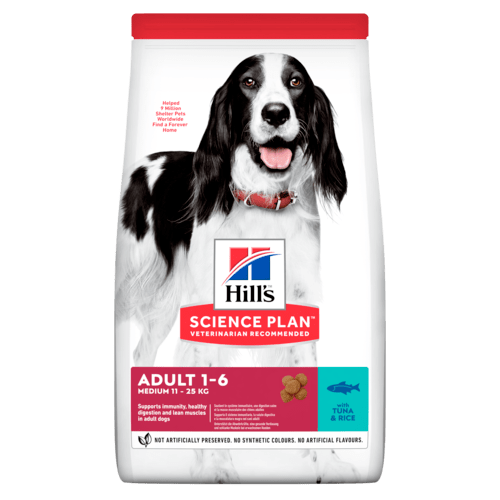 Helped
9 Million
Shelter Pets
Worldwide
Find a Forever
Home
Hill's
SCIENCE PLAN™
VETERINARIAN RECOMMENDED
ADULT 1-6
MEDIUM 11 - 25 KG
Supports immunity, healthy
digestion and lean muscles
in adult dogs
with
TUNA
& RICE
NOT ARTIFICIALLY PRESERVED. NO SYNTHETIC COLOURS. NO ARTIFICIAL FLAVOURS.